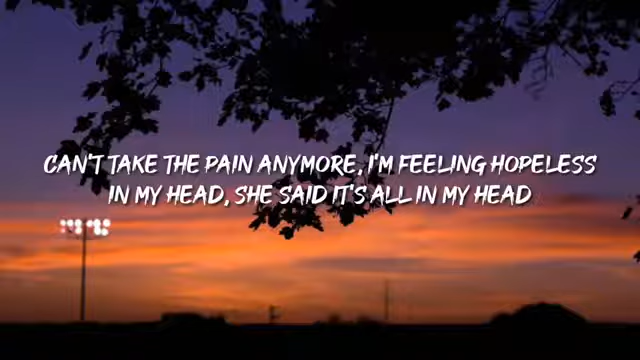 CAN'T TAKE THE PAIN ANYMORE, I'M FEELING HOPELESS
IN MY HEAD, SHE SAID IT'S ALL IN MY HEAD